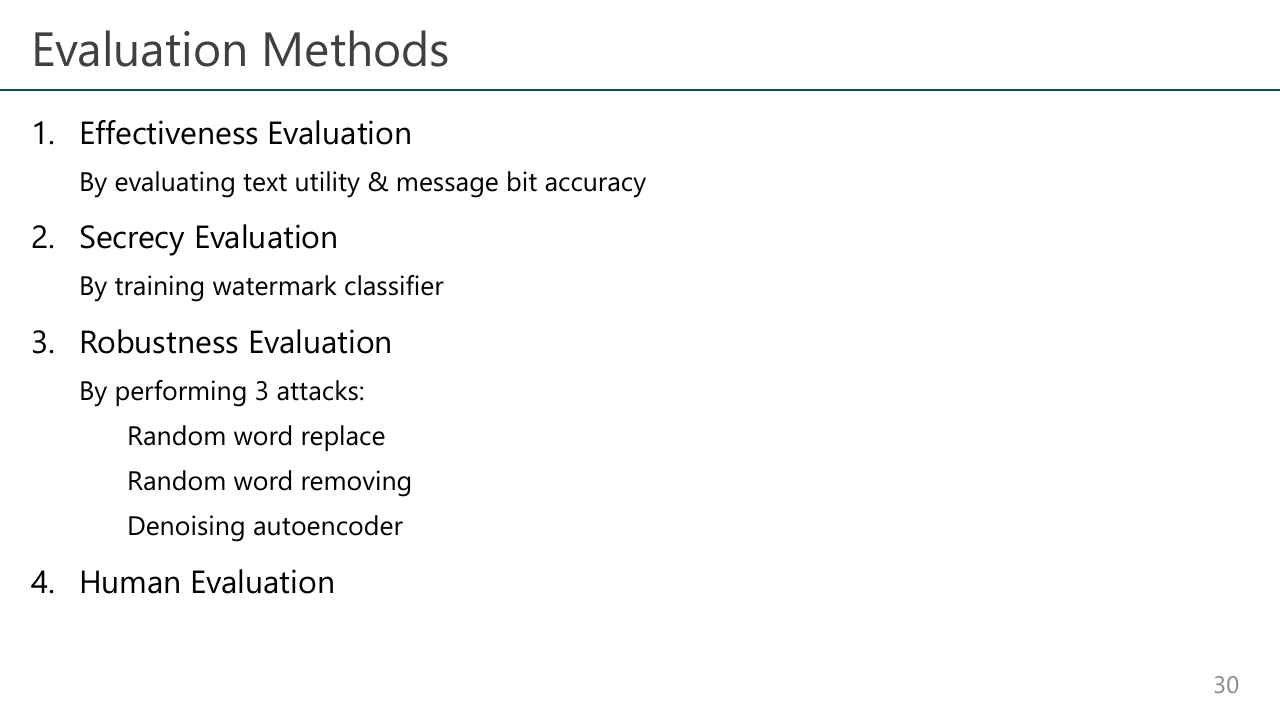 Evaluation Methods
1. Effectiveness Evaluation
By evaluating text utility & message bit accuracy
2. Secrecy Evaluation
By training watermark classifier
3. Robustness Evaluation
By performing 3 attacks:
Random word replace
Random word removing
Denoising autoencoder
4. Human Evaluation
30